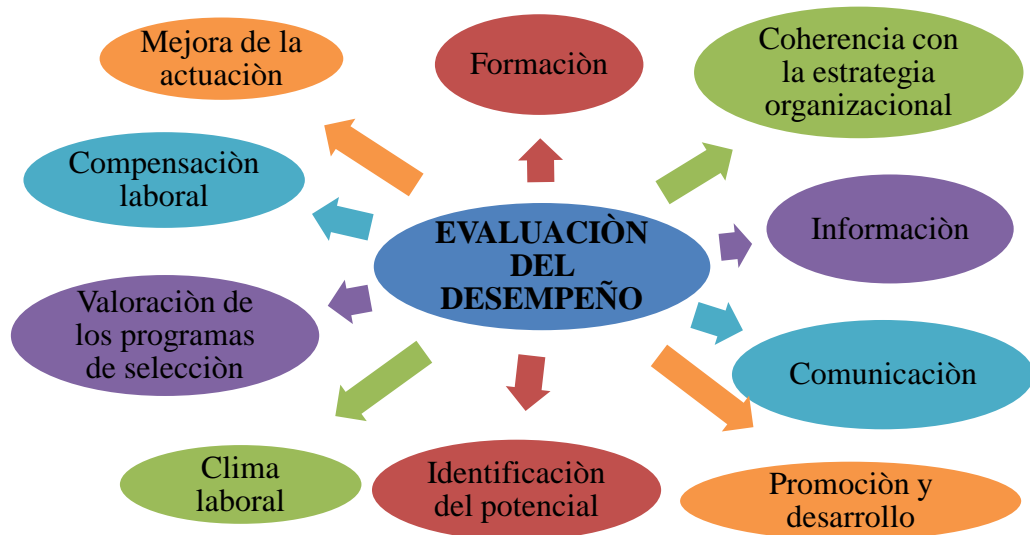 Mejora de la
actuaciòn
Formaciòn
Coherencia con
la estrategia
organizacional
Compensaciòn
laboral
EVALUACIÒN
DEL
DESEMPEÑO
Informaciòn
Valoraciòn de
los programas
de selecciòn
Comunicaciòn
Clima
laboral
Identificaciòn
del potencial
Promociòn y
desarrollo